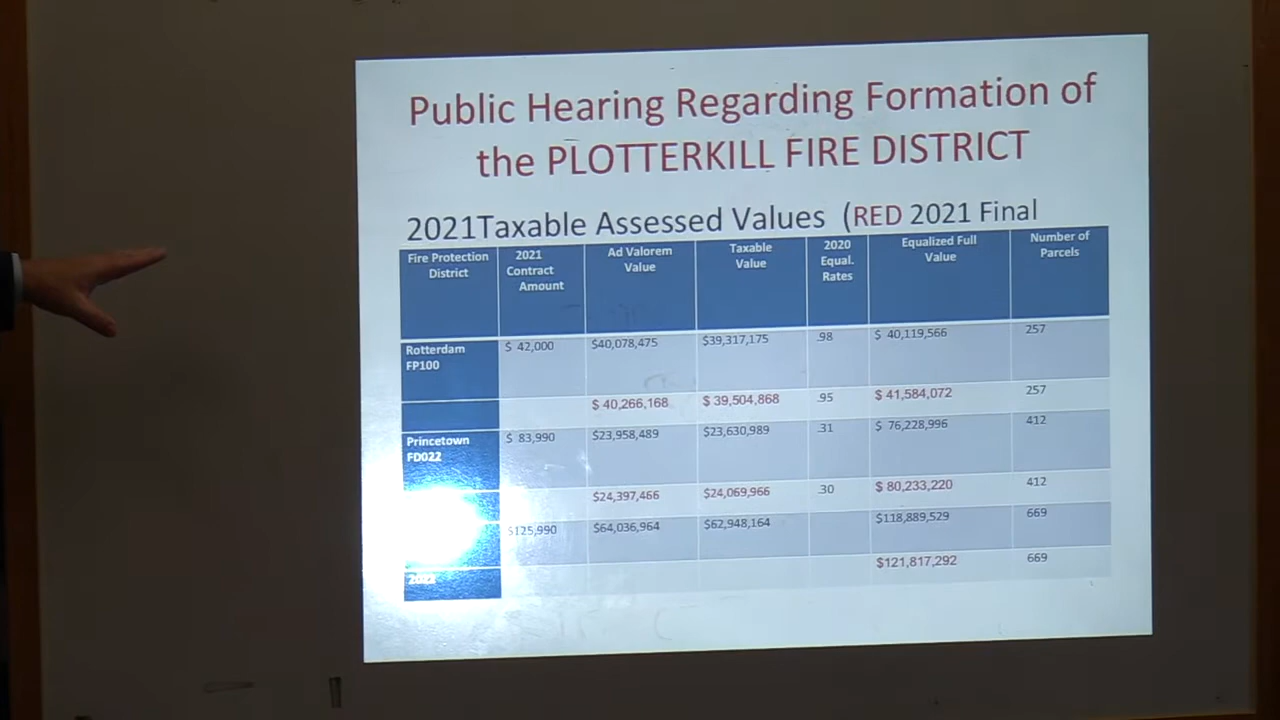 Public Hearing Regarding Formation of
the PLOTTERKILL FIRE DISTRICT
2021Taxable Assessed Values (RED 2021 Final
Fire Protection District 2021 Contract Amount Ad Valorem Value Taxable Value 2020 Equal. Rates Equalized Full Value Number of Parcels
Rotterdam FP100 $ 42,000 $40,078,475 $39,317,175 .98 $ 40,119,566 257
$ 40,266,168 $ 39,504,868 .95 $ 41,584,072 257
Princetown FD022 $ 83,990 $23,958,489 $23,630,989 .31 $ 76,228,996 412
$24,397,466 $24,069,966 .30 $ 80,233,220 412
$125,990 $64,036,964 $62,948,164 $118,889,529 669
$121,817,292 669